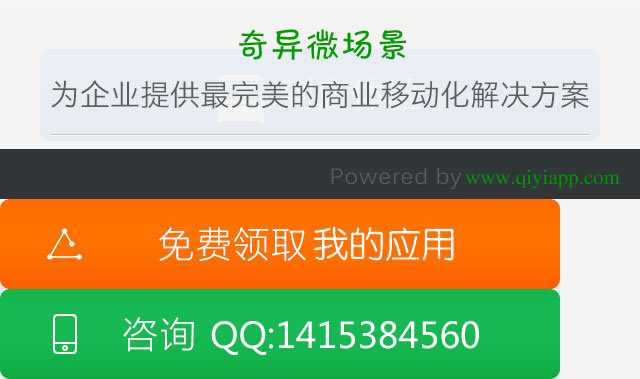 奇异微场景
为企业提供最完美的商业移动化解决方案
Powered by www.qiyiapp.com
免费领取 我的应用
咨询 QQ:1415384560